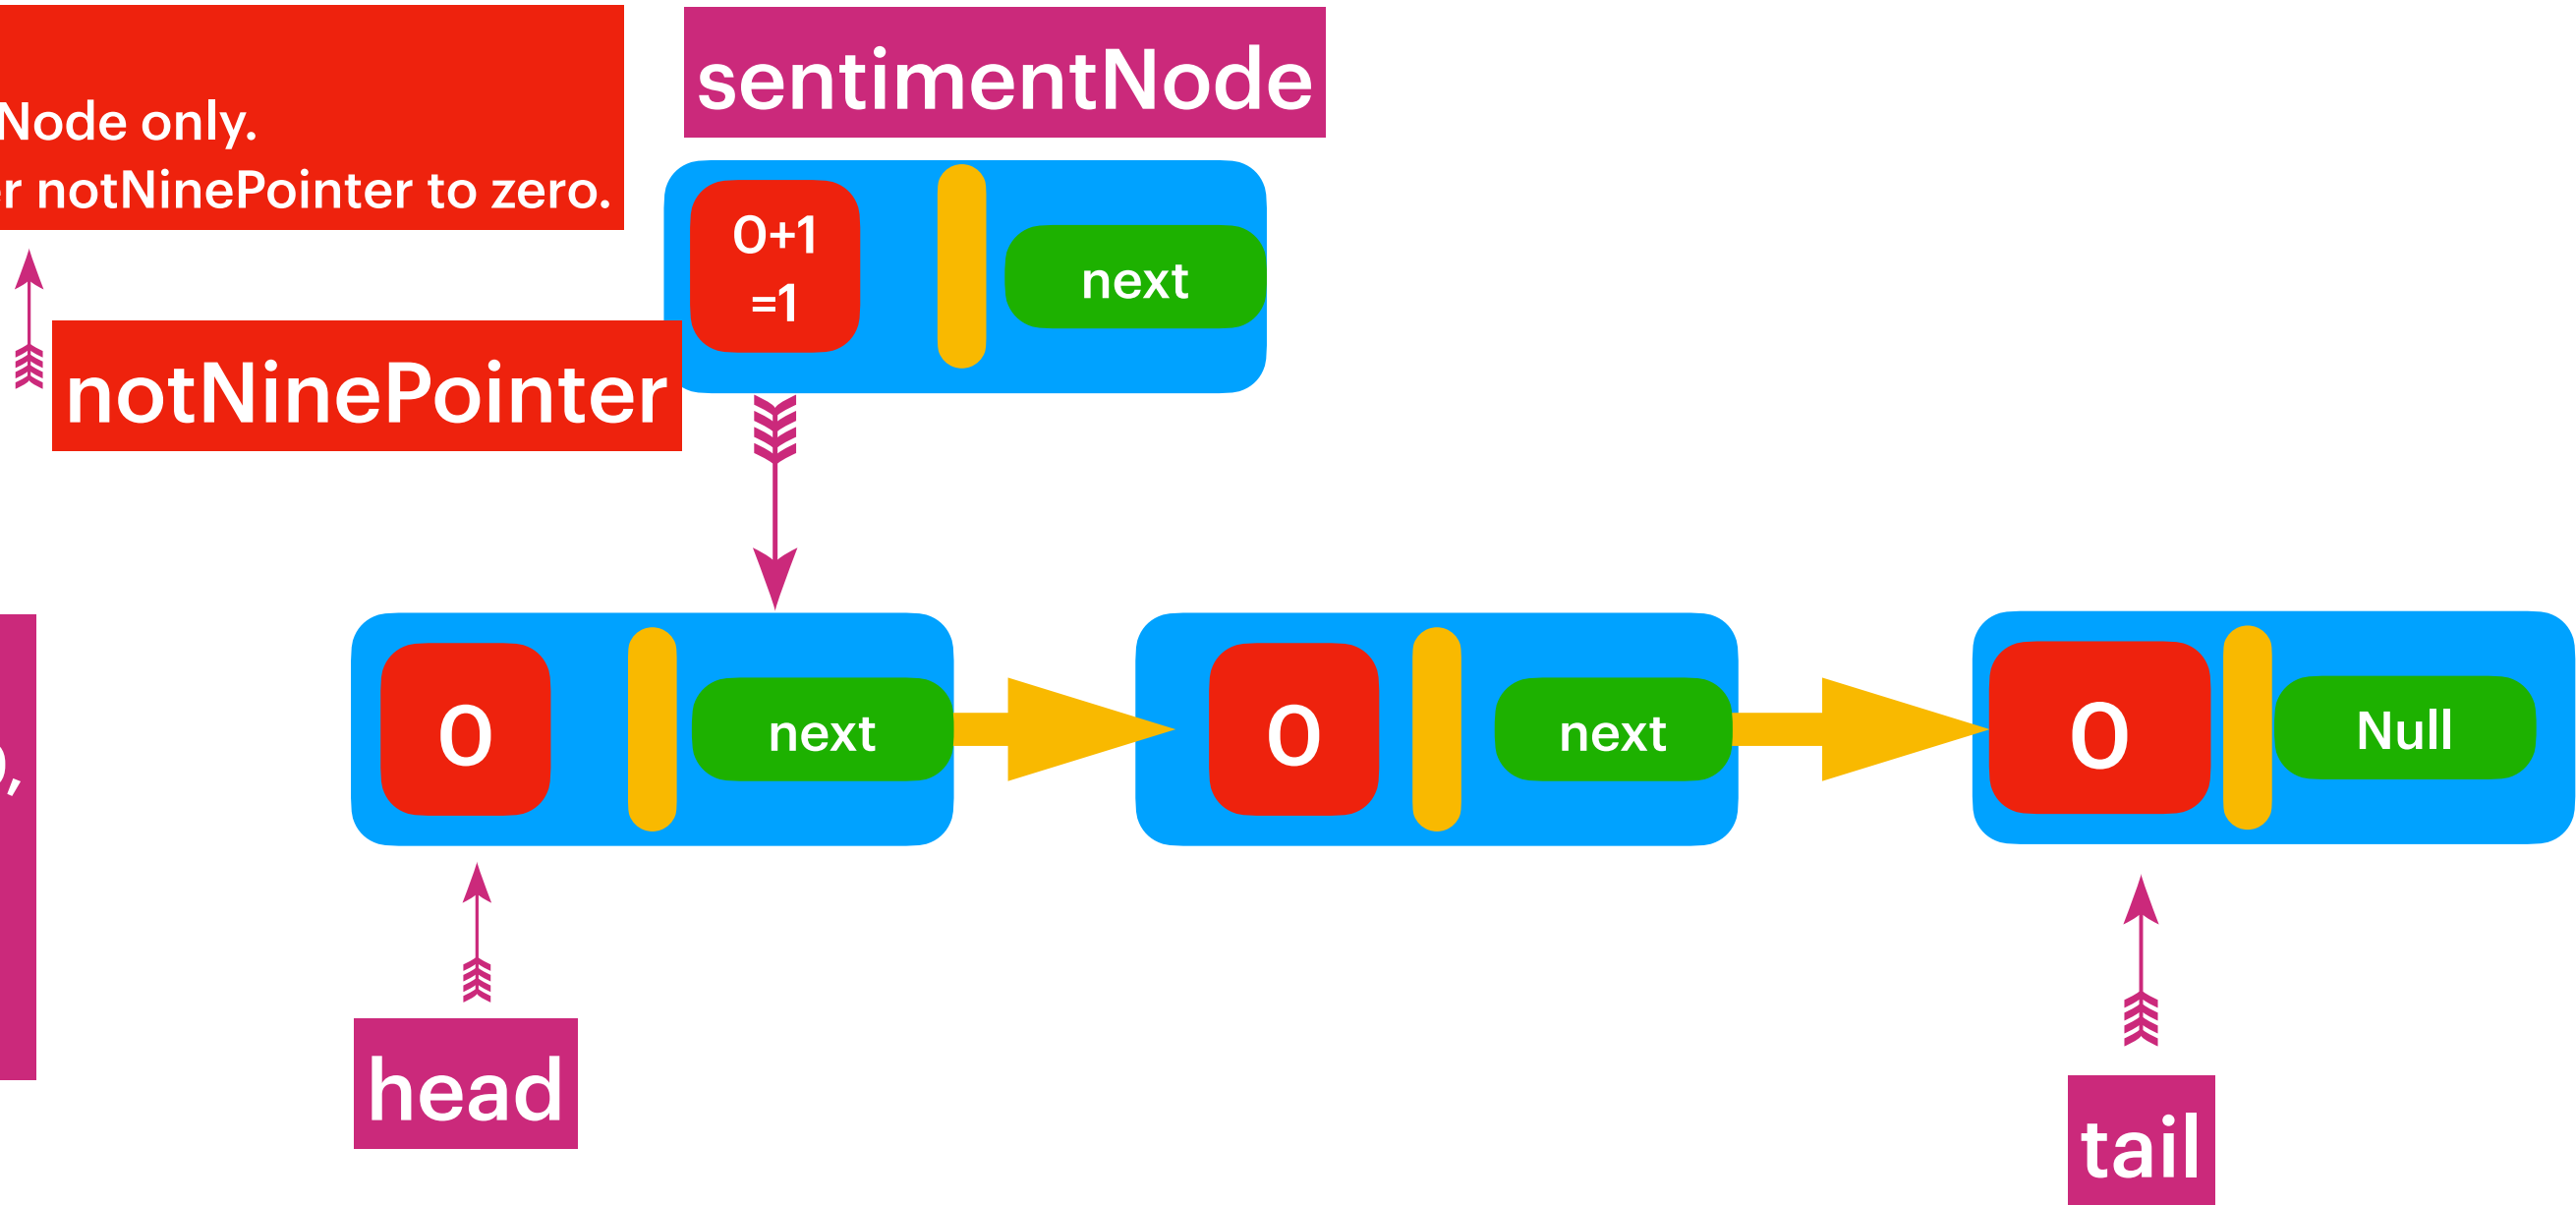 sentimentNode
Node only.
notNinePointer to zero.
0+1
=1
next
notNinePointer
0
next
0
next
0
Null
head
tail